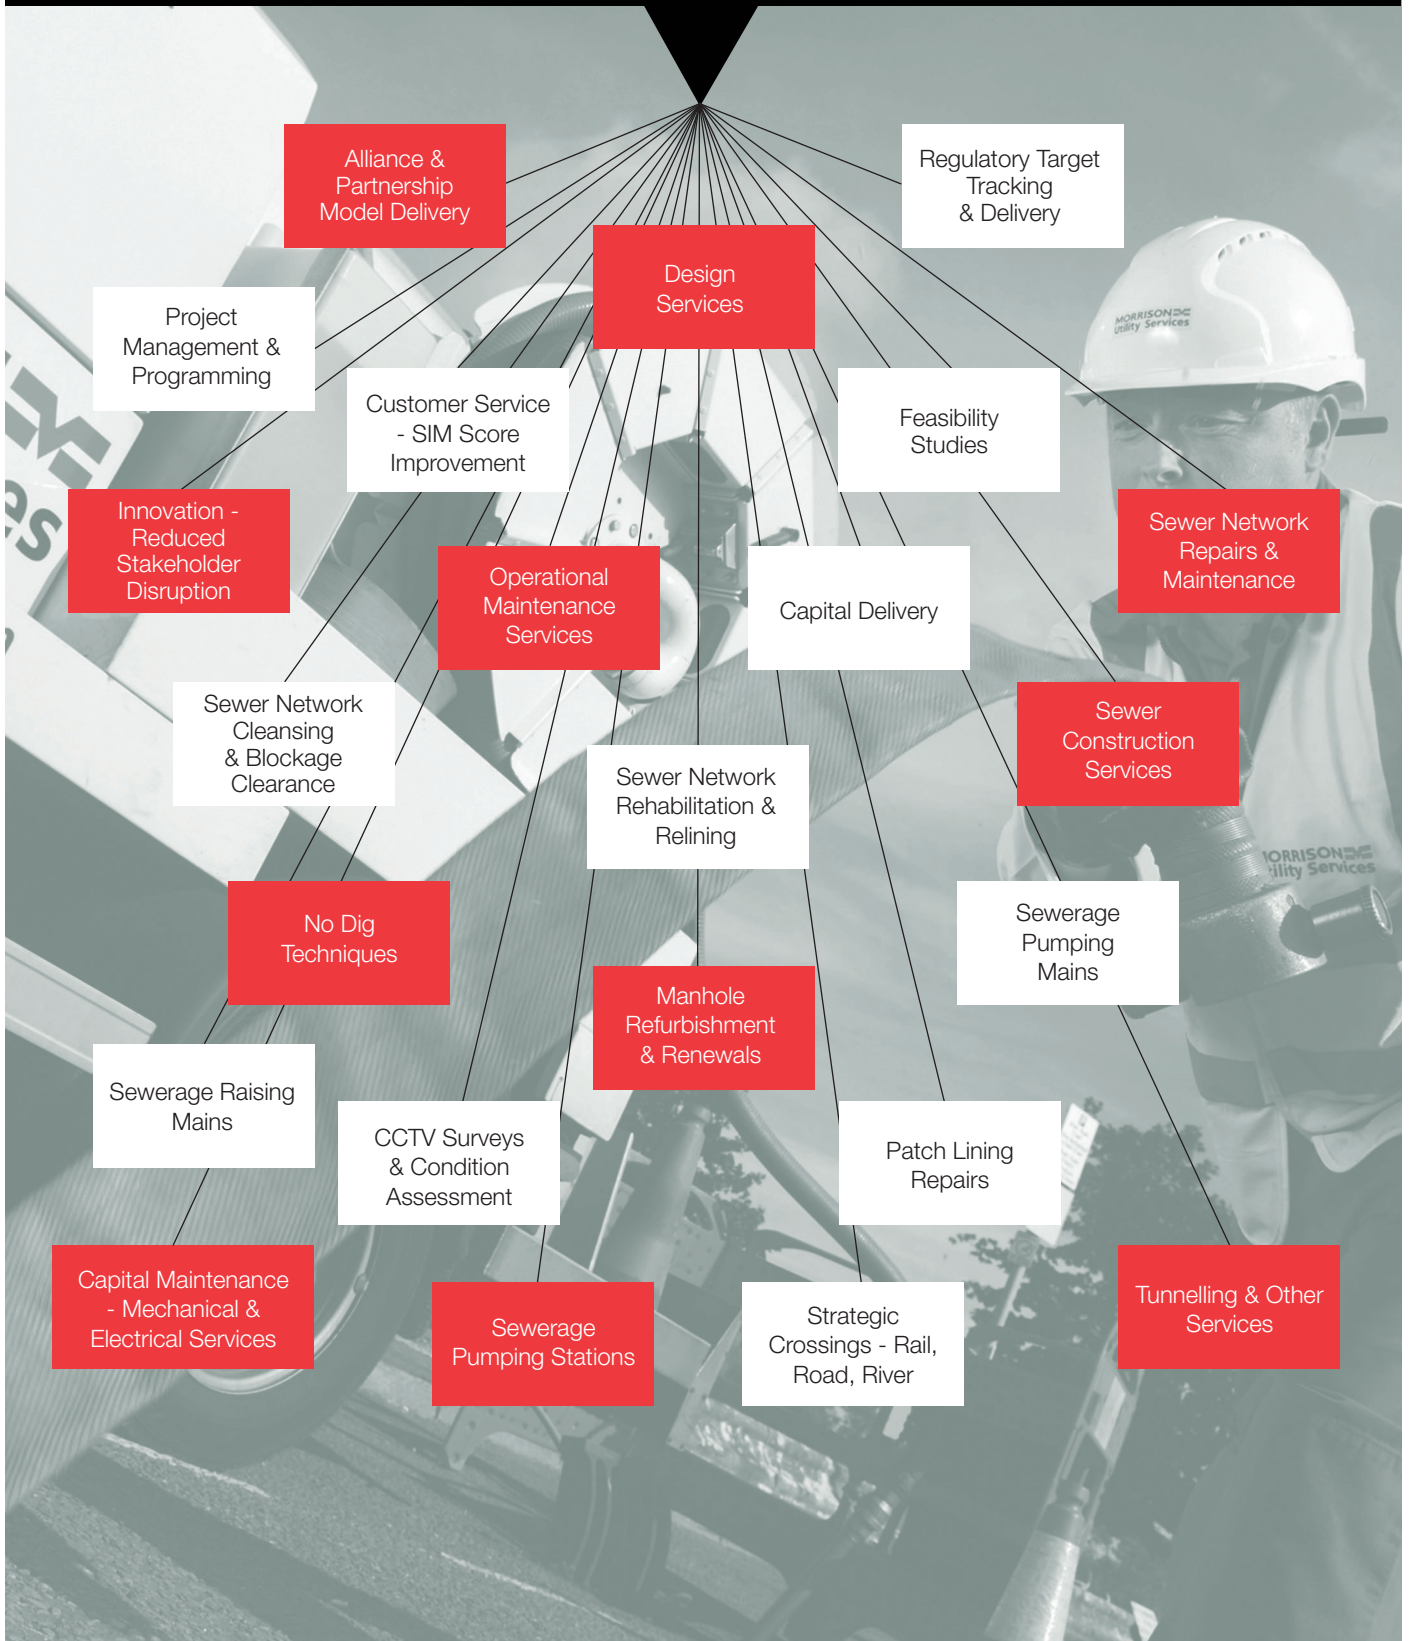 Alliance &
Partnership
Model Delivery
Regulatory Target
Tracking
& Delivery
Design
Services
MORRISON
Utility Services
Project
Management &
Programming
Customer Service
- SIM Score
Improvement
Feasibility
Studies
es
Innovation -
Reduced
Stakeholder
Disruption
Sewer Network
Repairs &
Maintenance
Operational
Maintenance
Services
Capital Delivery
Sewer Network
Cleansing
& Blockage
Clearance
Sewer
Construction
Services
Sewer Network
Rehabilitation &
Relining
ORRISON
ility Services
No Dig
Techniques
Sewerage
Pumping
Mains
Manhole
Refurbishment
& Renewals
Sewerage Raising
Mains
CCTV Surveys
& Condition
Assessment
Patch Lining
Repairs
Capital Maintenance
- Mechanical &
Electrical Services
Sewerage
Pumping Stations
Strategic
Crossings - Rail,
Road, River
Tunnelling & Other
Services